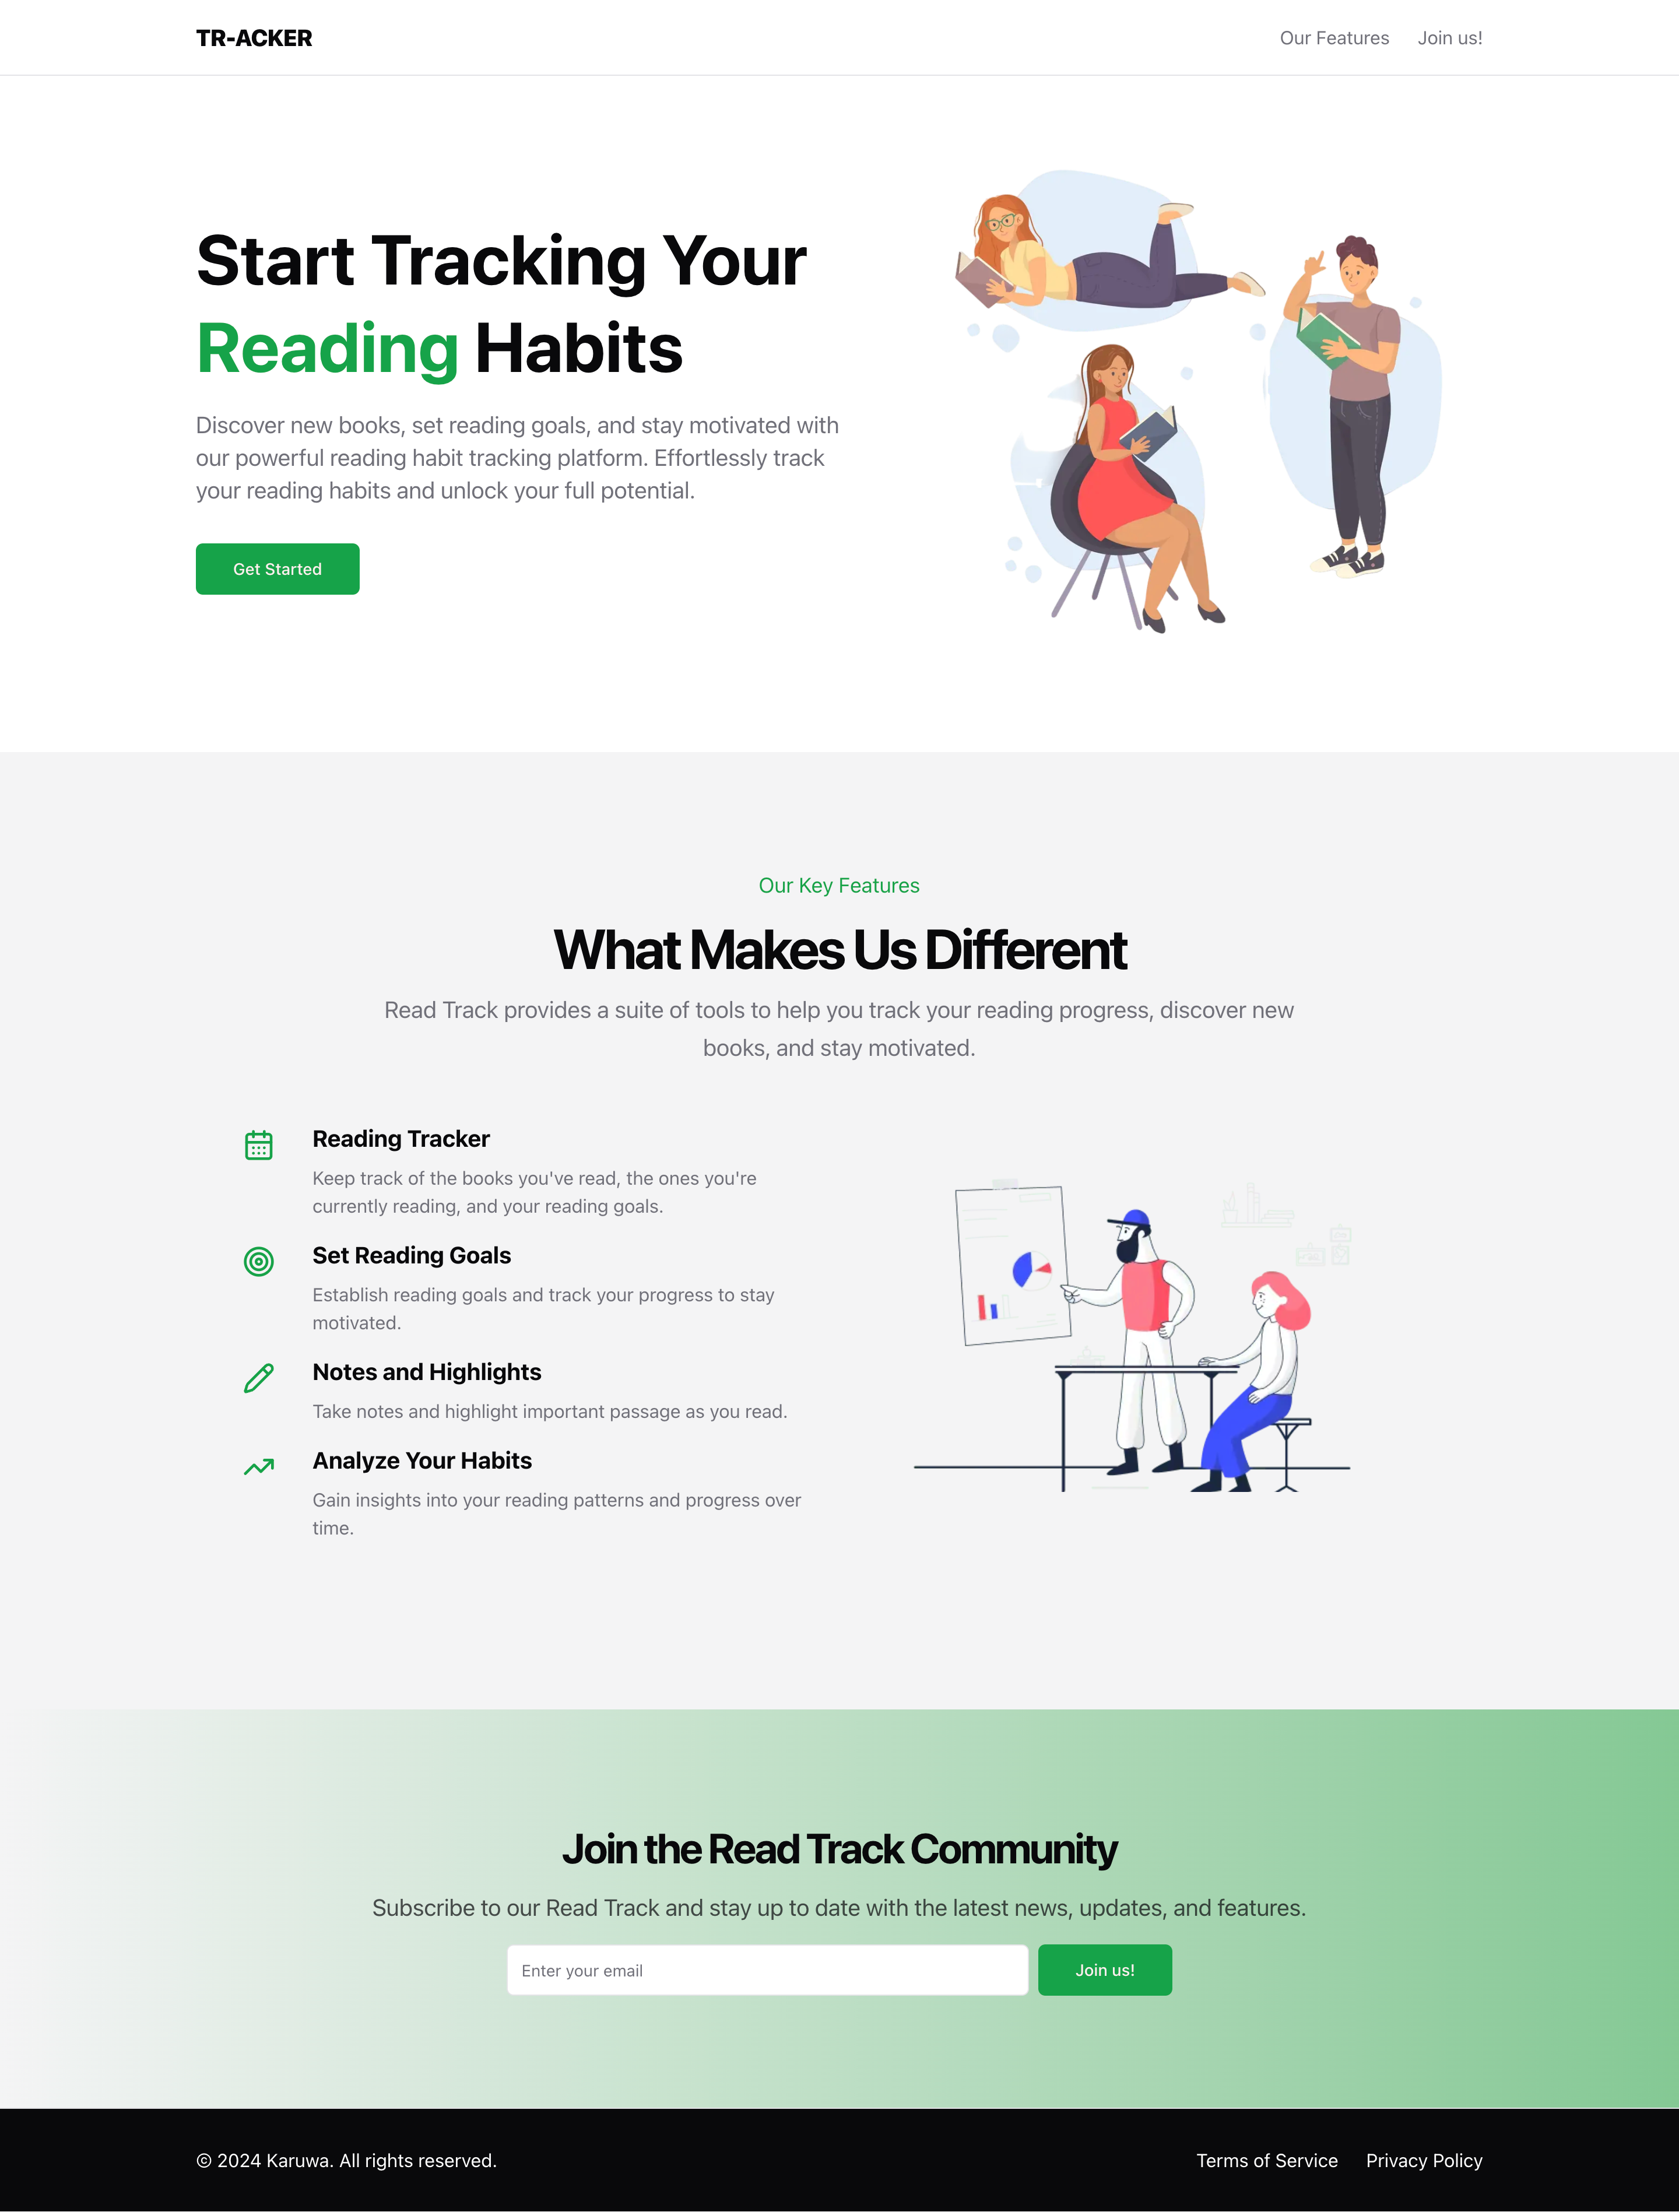 TR-ACKER
Our Features
Join us!
Start Tracking Your
Reading Habits
Discover new books, set reading goals, and stay motivated with
our powerful reading habit tracking platform. Effortlessly track
your reading habits and unlock your full potential.
Get Started
Our Key Features
What Makes Us Different
Read Track provides a suite of tools to help you track your reading progress, discover new
books, and stay motivated.
Reading Tracker
Keep track of the books you've read, the ones you're
currently reading, and your reading goals.
Set Reading Goals
Establish reading goals and track your progress to stay
motivated.
Notes and Highlights
Take notes and highlight important passage as you read.
Analyze Your Habits
Gain insights into your reading patterns and progress over
time.
Join the Read Track Community
Subscribe to our Read Track and stay up to date with the latest news, updates, and features.
Enter your email
Join us!
© 2024 Karuwa. All rights reserved.
Terms of Service
Privacy Policy